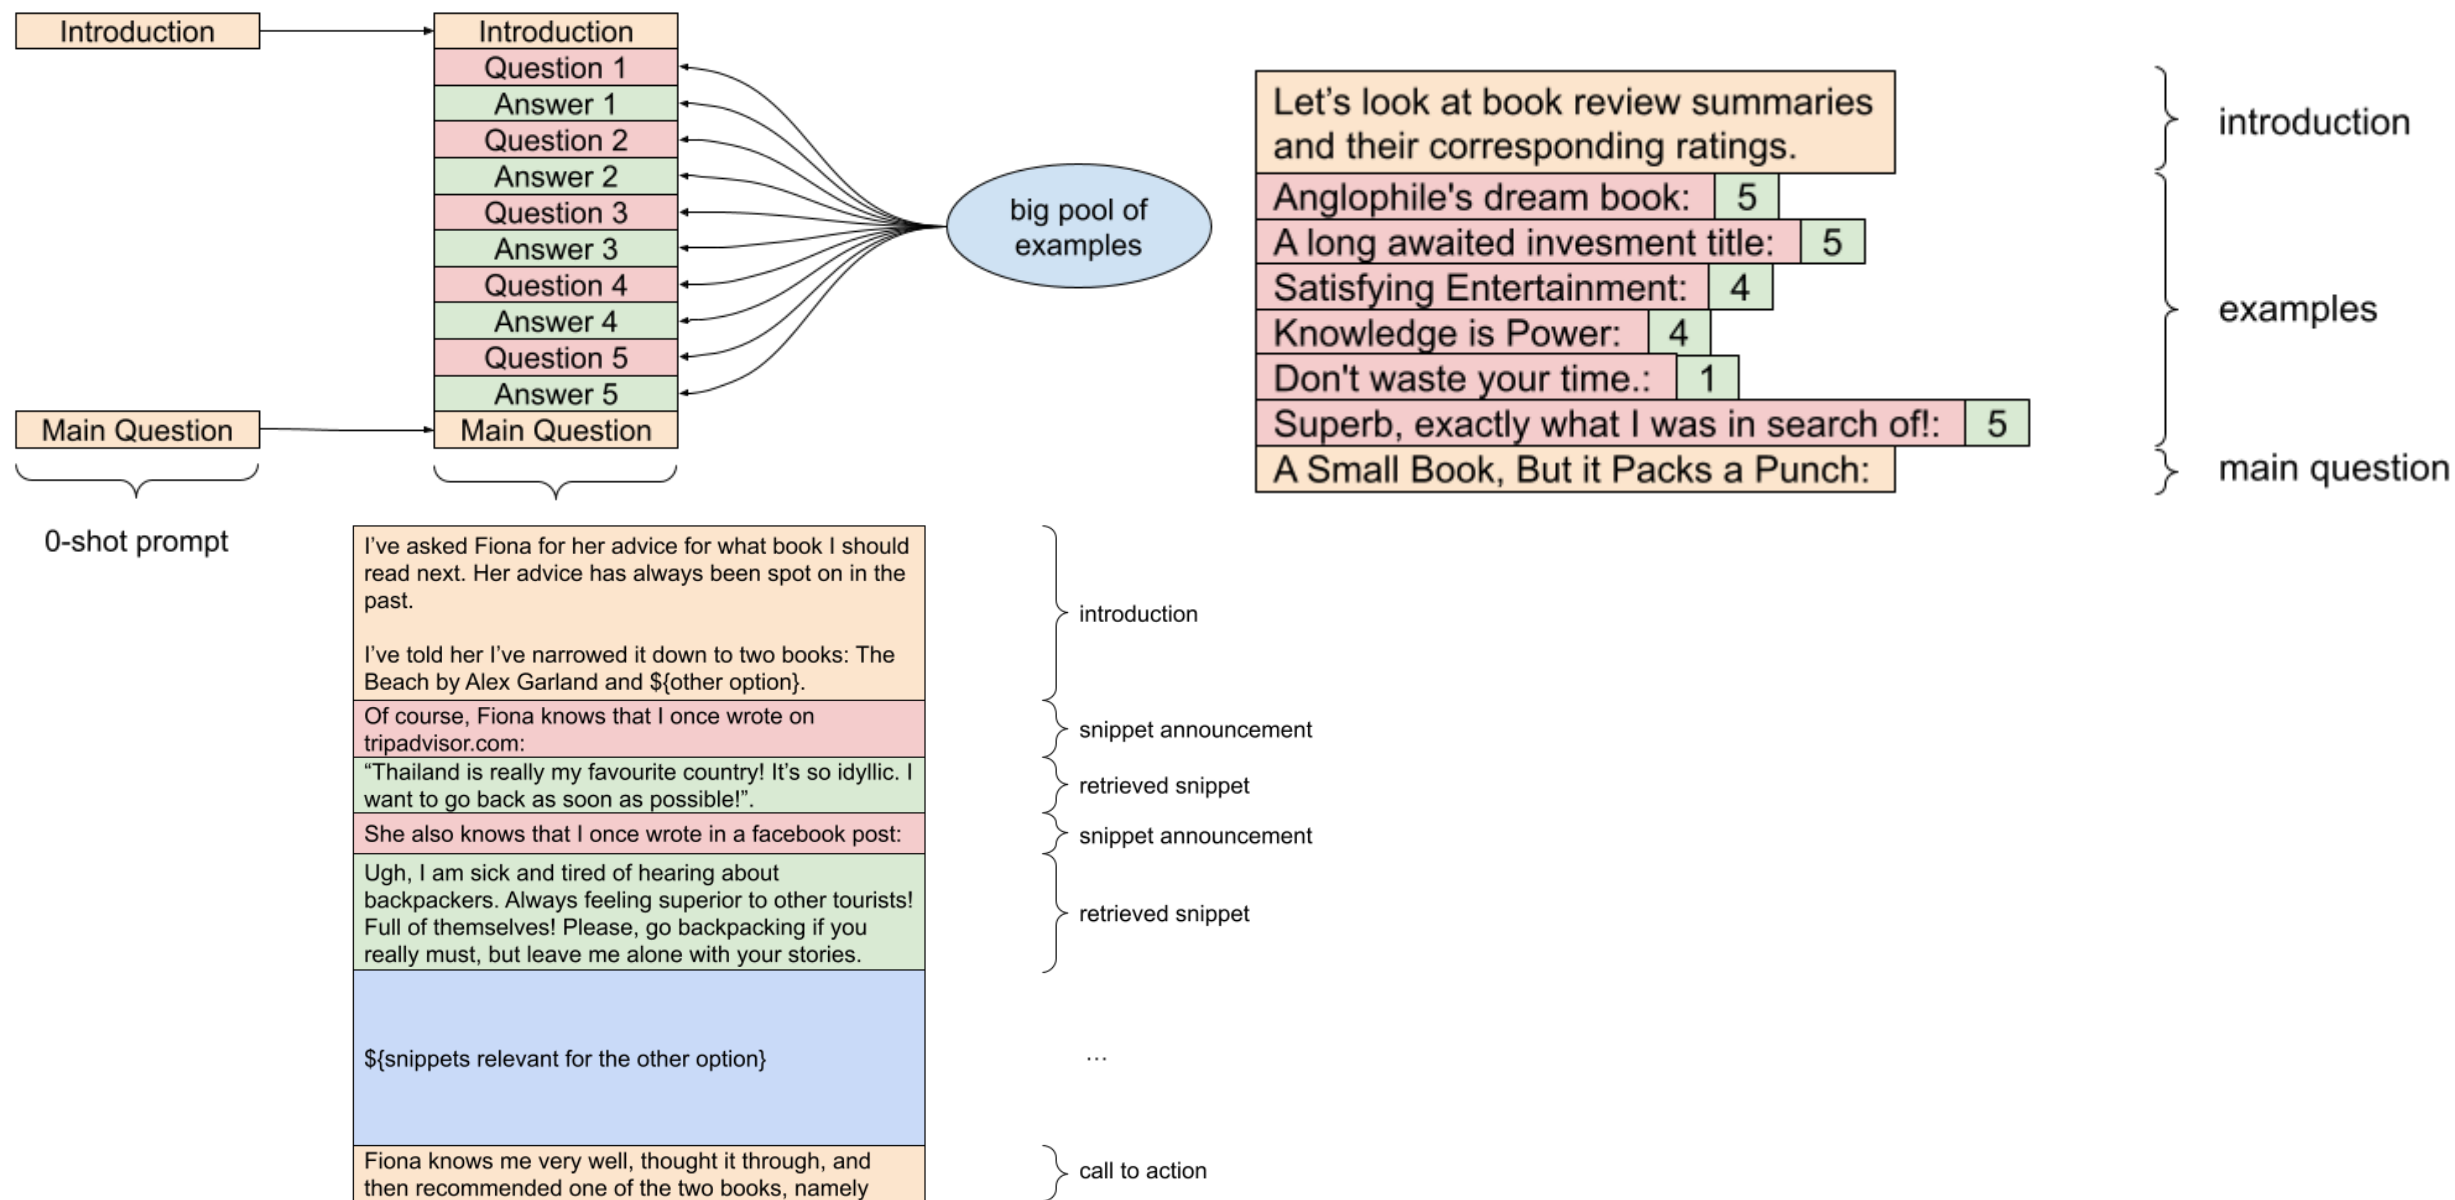 Introduction
Main Question
0-shot prompt
Introduction
Question 1
Answer 1
Question 2
Answer 2
Question 3
Answer 3
Question 4
Answer 4
Question 5
Answer 5
Main Question
big pool of
examples
Let’s look at book review summaries
and their corresponding ratings.
Anglophile's dream book: 5
A long awaited invesment title: 5
Satisfying Entertainment: 4
Knowledge is Power: 4
Don't waste your time.: 1
Superb, exactly what I was in search of!: 5
A Small Book, But it Packs a Punch:
introduction
examples
main question
I’ve asked Fiona for her advice for what book I should
read next. Her advice has always been spot on in the
past.
I’ve told her I’ve narrowed it down to two books: The
Beach by Alex Garland and ${other option}.
introduction
Of course, Fiona knows that I once wrote on
tripadvisor.com:
snippet announcement
“Thailand is really my favourite country! It’s so idyllic. I
want to go back as soon as possible!”.
retrieved snippet
She also knows that I once wrote in a facebook post:
snippet announcement
Ugh, I am sick and tired of hearing about
backpackers. Always feeling superior to other tourists!
Full of themselves! Please, go backpacking if you
really must, but leave me alone with your stories.
retrieved snippet
${snippets relevant for the other option}
...
Fiona knows me very well, thought it through, and
then recommended one of the two books, namely
call to action